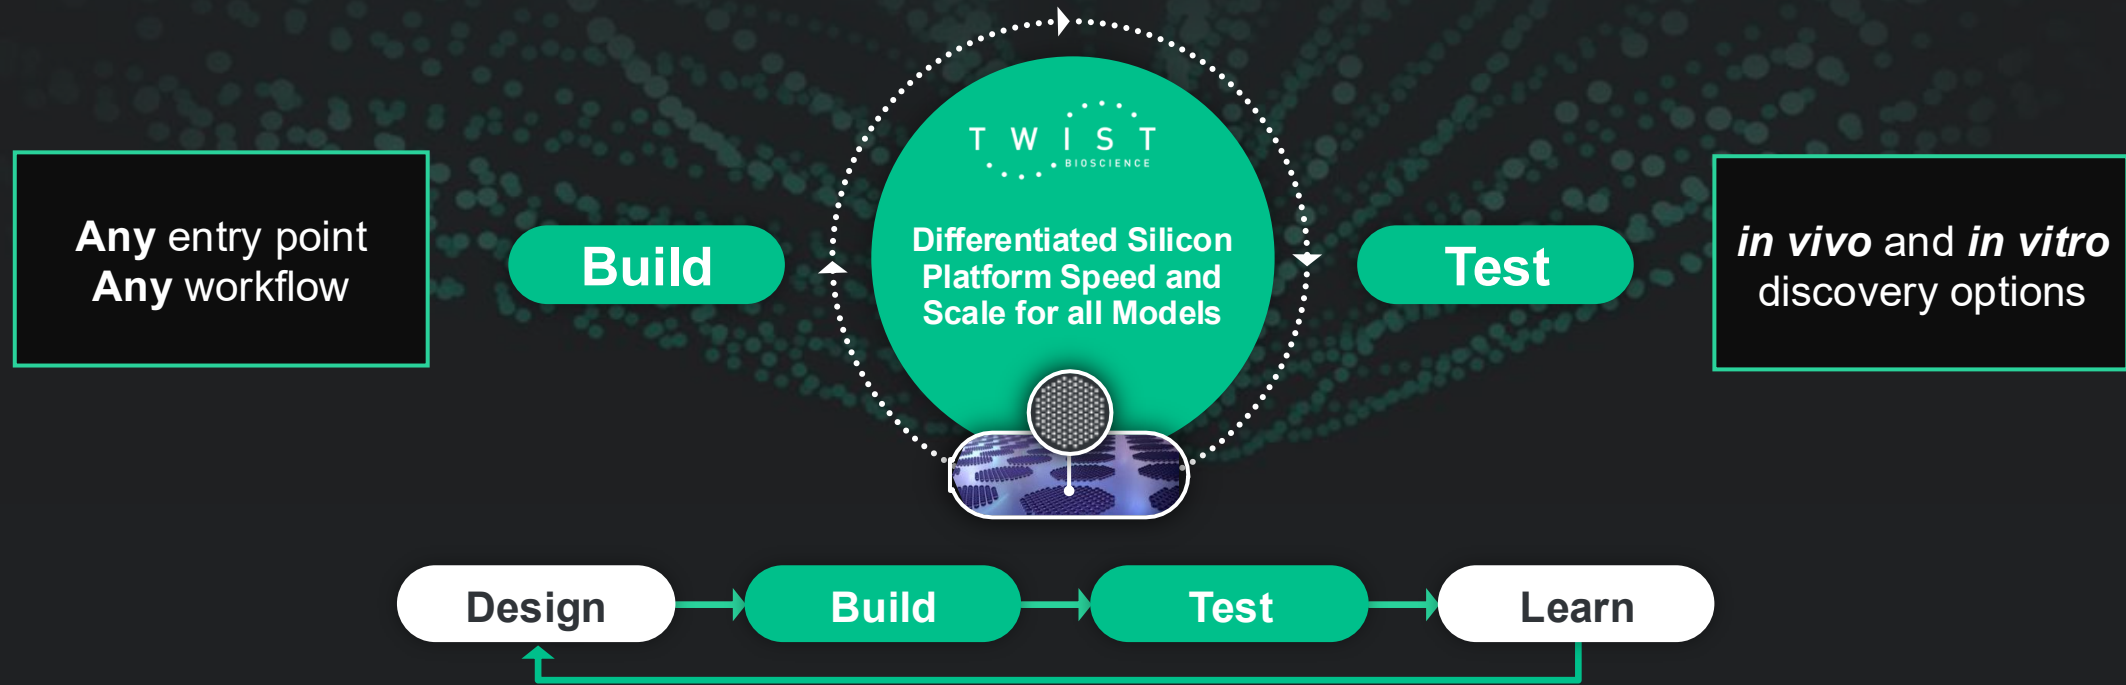 Any entry point
Any workflow
Build
TWIST
BIOSCIENCE
Differentiated Silicon
Platform Speed and
Scale for all Models
Test
in vivo and in vitro
discovery options
Design
Build
Test
Learn